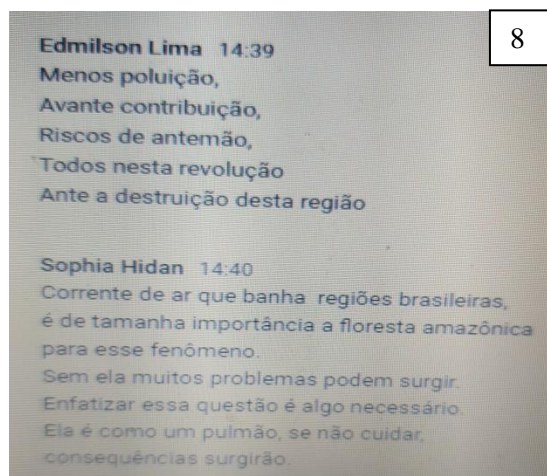 8
Edmilson Lima 14:39
Menos poluição,
Avante contribuição,
Riscos de antemão,
Todos nesta revolução
Ante a destruição desta região
Sophia Hidan 14:40
Corrente de ar que banha regiões brasileiras,
é de tamanha importância a floresta amazônica
para esse fenômeno.
Sem ela muitos problemas podem surgir.
Enfatizar essa questão é algo necessário.
Ela é como um pulmão, se não cuidar,
consequências surgirão.